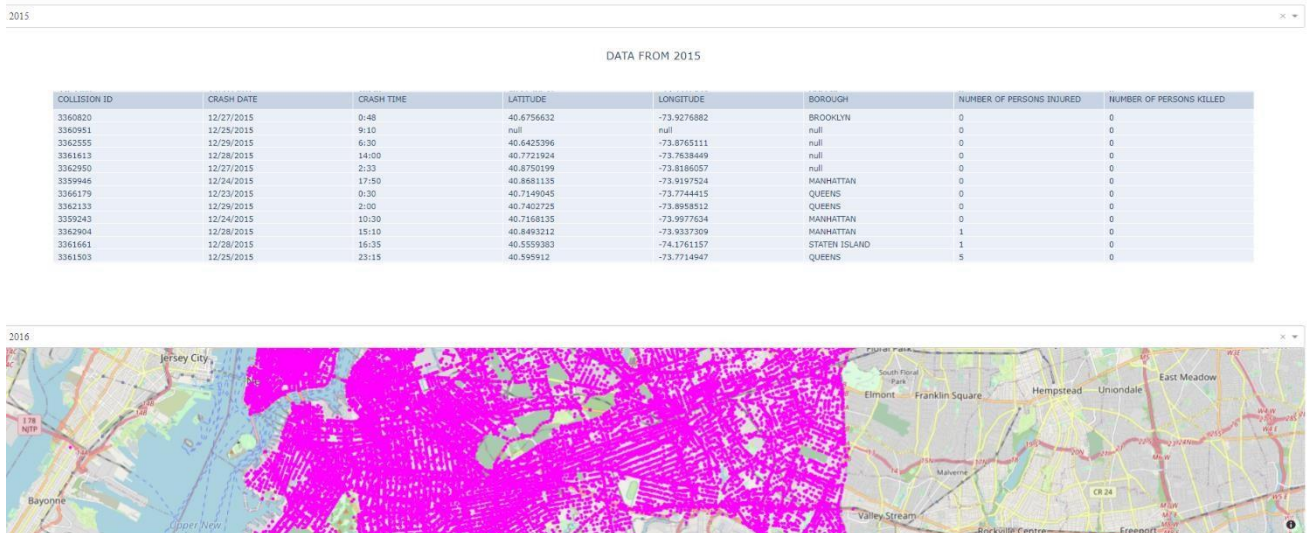 2015
DATA FROM 2015
COLLISION ID CRASH DATE CRASH TIME LATITUDE LONGITUDE BOROUGH NUMBER OF PERSONS INJURED NUMBER OF PERSONS KILLED
3360820 12/27/2015 0:48 40.6756632 -73.9276882 BROOKLYN 0 0
3360951 12/25/2015 9:10 null null null 0 0
3362555 12/29/2015 6:30 40.6425396 -73.8765111 null 0 0
3361613 12/28/2015 14:00 40.7721924 -73.7638449 null 0 0
3362950 12/27/2015 2:33 40.8750199 -73.8186057 null 0 0
3359946 12/24/2015 17:50 40.8681135 -73.9197524 MANHATTAN 0 0
3366179 12/23/2015 0:30 40.7149045 -73.7744415 QUEENS 0 0
3362133 12/29/2015 2:00 40.7402725 -73.8958512 QUEENS 0 0
3359243 12/24/2015 10:30 40.7168135 -73.9977634 MANHATTAN 0 0
3362904 12/28/2015 15:10 40.8493212 -73.9337309 MANHATTAN 1 0
3361661 12/28/2015 16:35 40.5559383 -74.1761157 STATEN ISLAND 1 0
3361503 12/25/2015 23:15 40.595912 -73.7714947 QUEENS 5 0
2016
Jersey City
South Floral
Park
East Meadow
Hempstead Uniondale
Elmont Franklin Square
I 78
NJTP
14B
Malverne
CR 24
Bayonne
Upper New
Valley Stream
Rockville Centre
Freeport